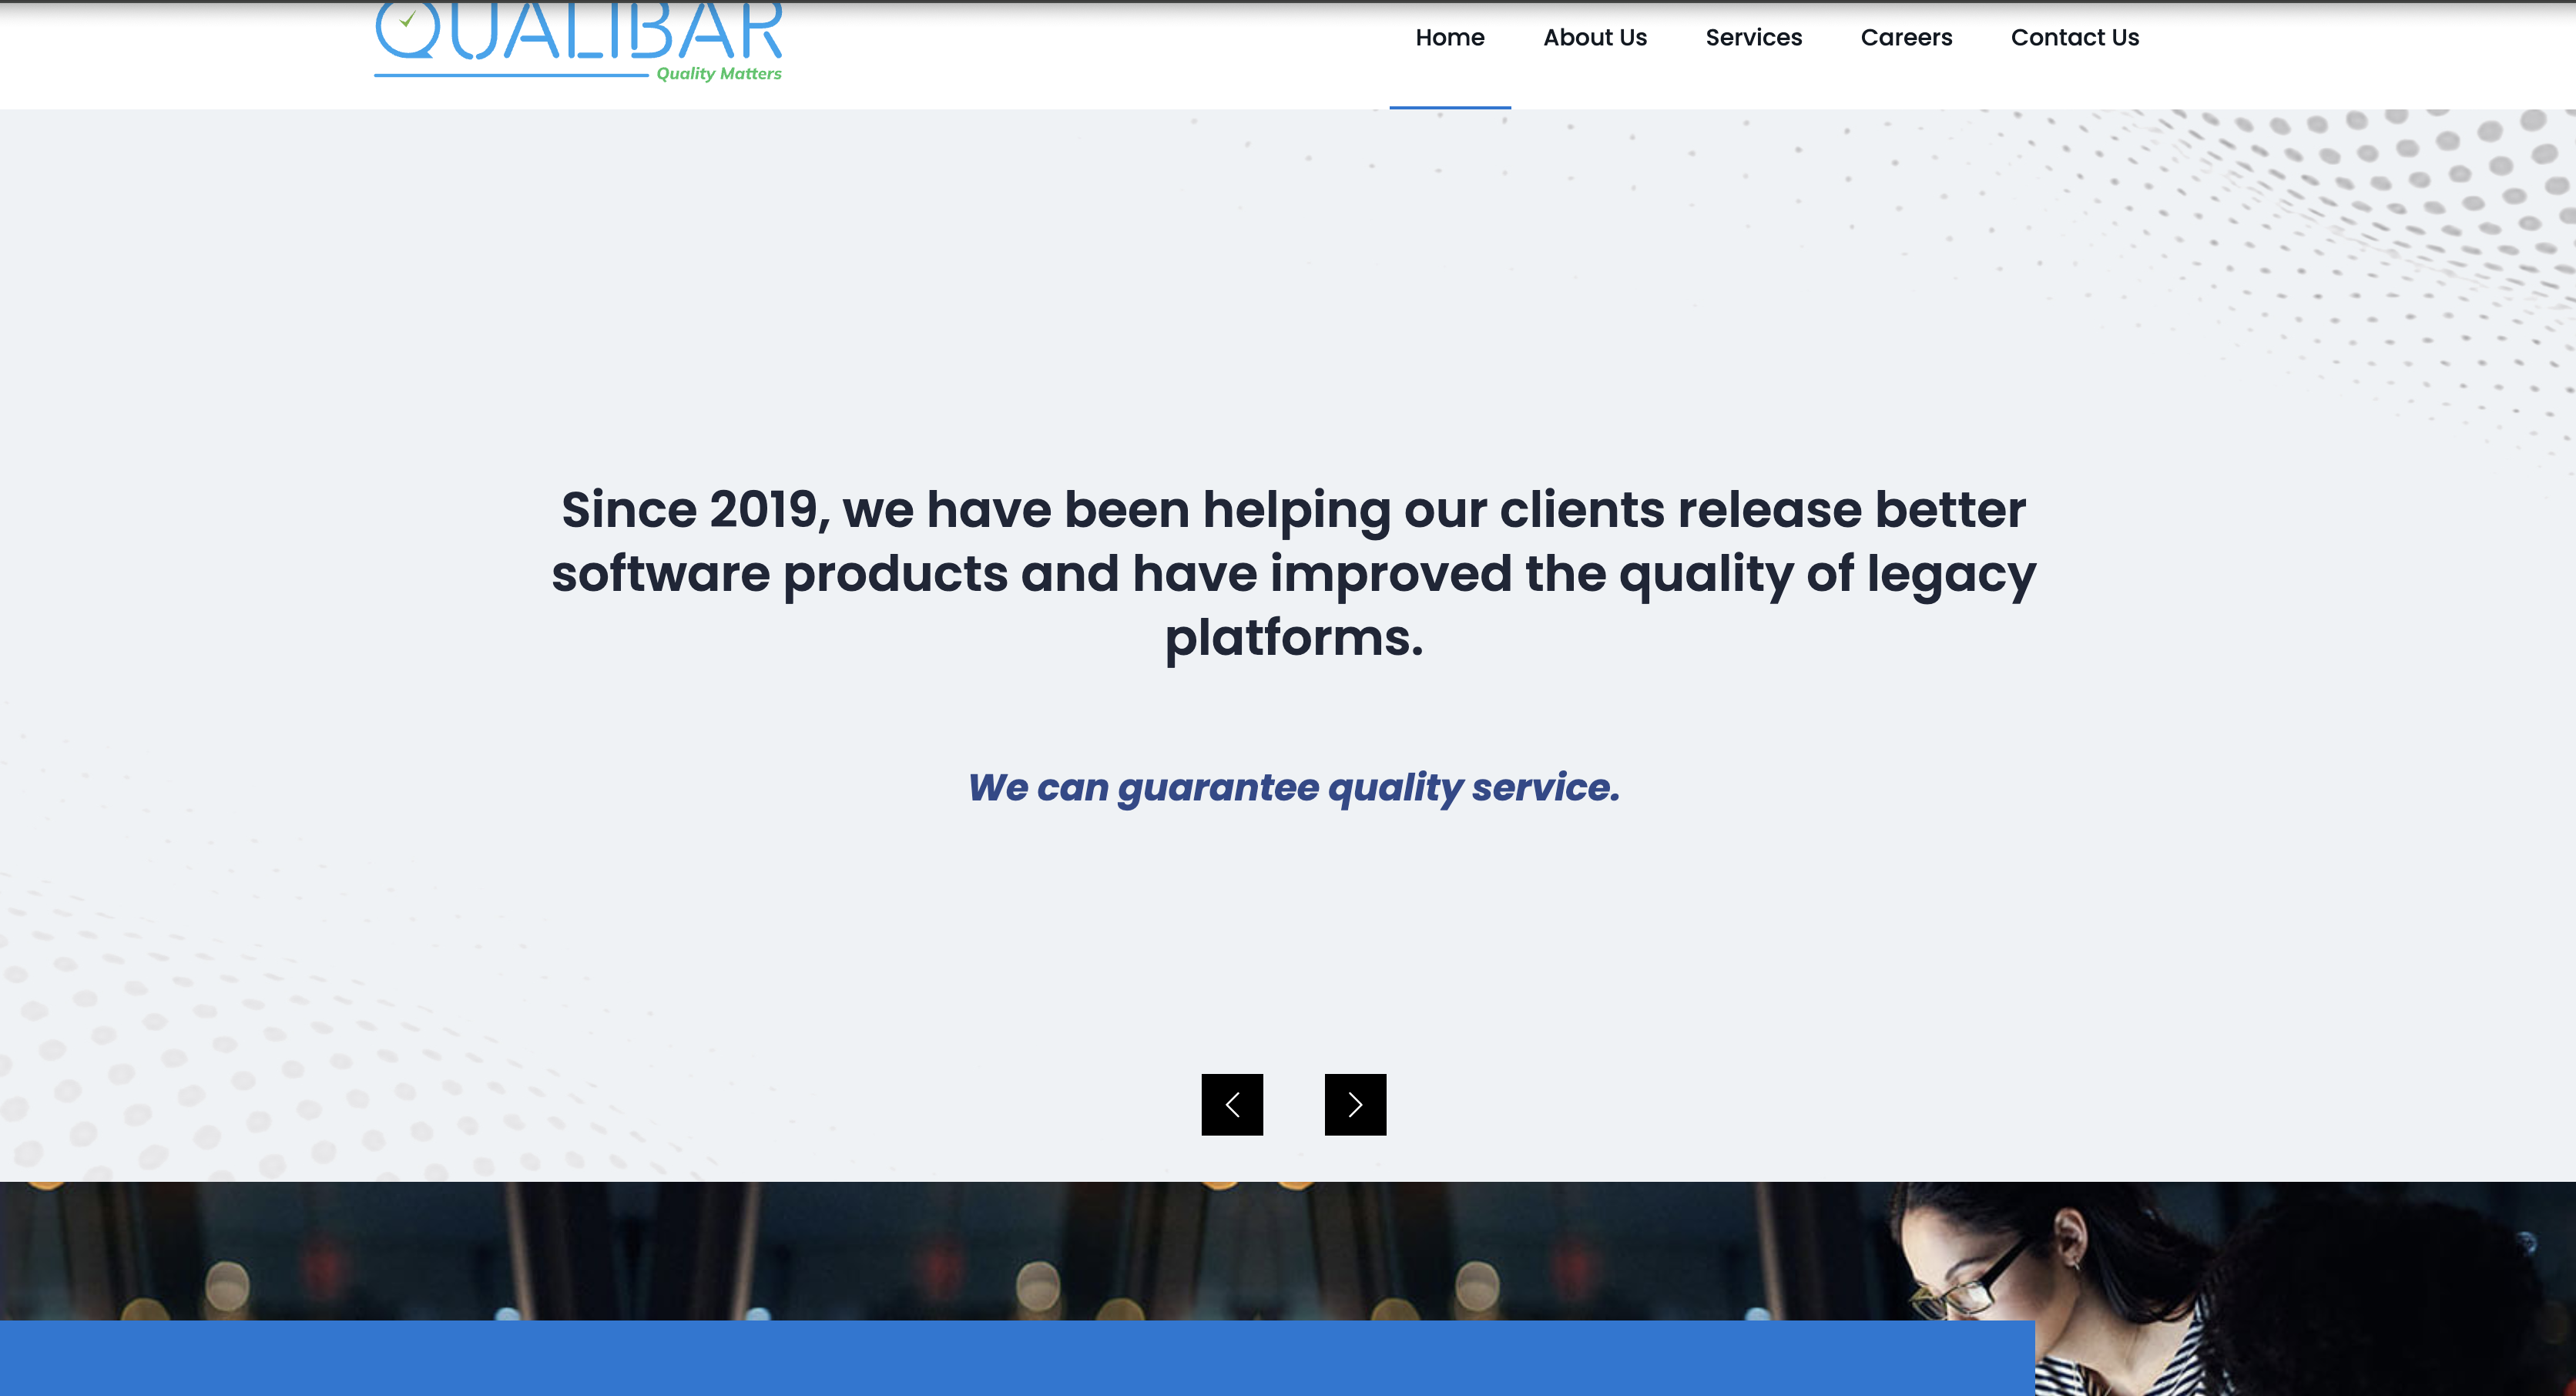 QUALIBAR
Quality Matters
Home About Us Services Careers Contact Us
Since 2019, we have been helping our clients release better
software products and have improved the quality of legacy
platforms.
We can guarantee quality service.